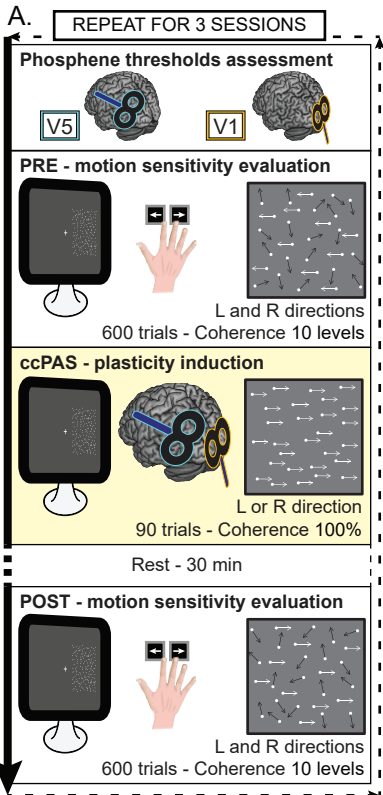 A.
REPEAT FOR 3 SESSIONS
Phosphene thresholds assessment
V5
V1
PRE - motion sensitivity evaluation
L and R directions
600 trials - Coherence 10 levels
ccPAS - plasticity induction
L or R direction
90 trials - Coherence 100%
Rest - 30 min
POST - motion sensitivity evaluation
L and R directions
600 trials - Coherence 10 levels